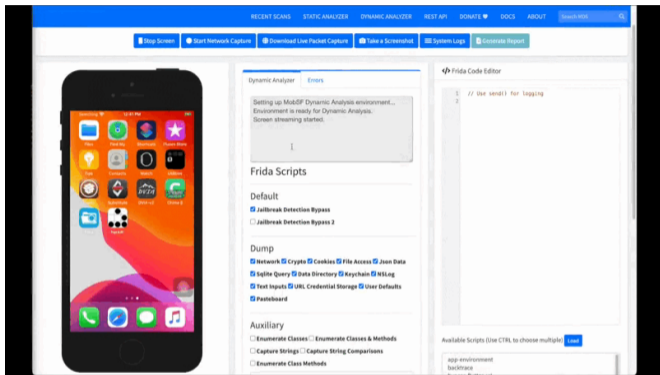 RECENT SCANS STATIC ANALYZER DYNAMIC ANALYZER REST API DONATE ♥ DOCS ABOUT Search MD5
Stop Screen Start Network Capture Download Live Packet Capture Take a Screenshot System Logs Generate Report
Dynamic Analyzer Errors
Setting up MobSF Dynamic Analysis environment...
Environment is ready for Dynamic Analysis.
Screen streaming started.
Frida Scripts
Default
Jailbreak Detection Bypass
Jailbreak Detection Bypass 2
Dump
Network Crypto Cookies File Access Json Data
Sqlite Query Data Directory Keychain NSLog
Text Inputs URL Credential Storage User Defaults
Pasteboard
Auxiliary
Enumerate Classes Enumerate Classes & Methods
Capture Strings Capture String Comparisons
Enumerate Class Methods
</> Frida Code Editor
1 // Use send() for logging
2
Available Scripts (Use CTRL to choose multiple) Load
app environment
backtrace
Files Find My Shortcuts iTunes Store
Tips Contacts Watch